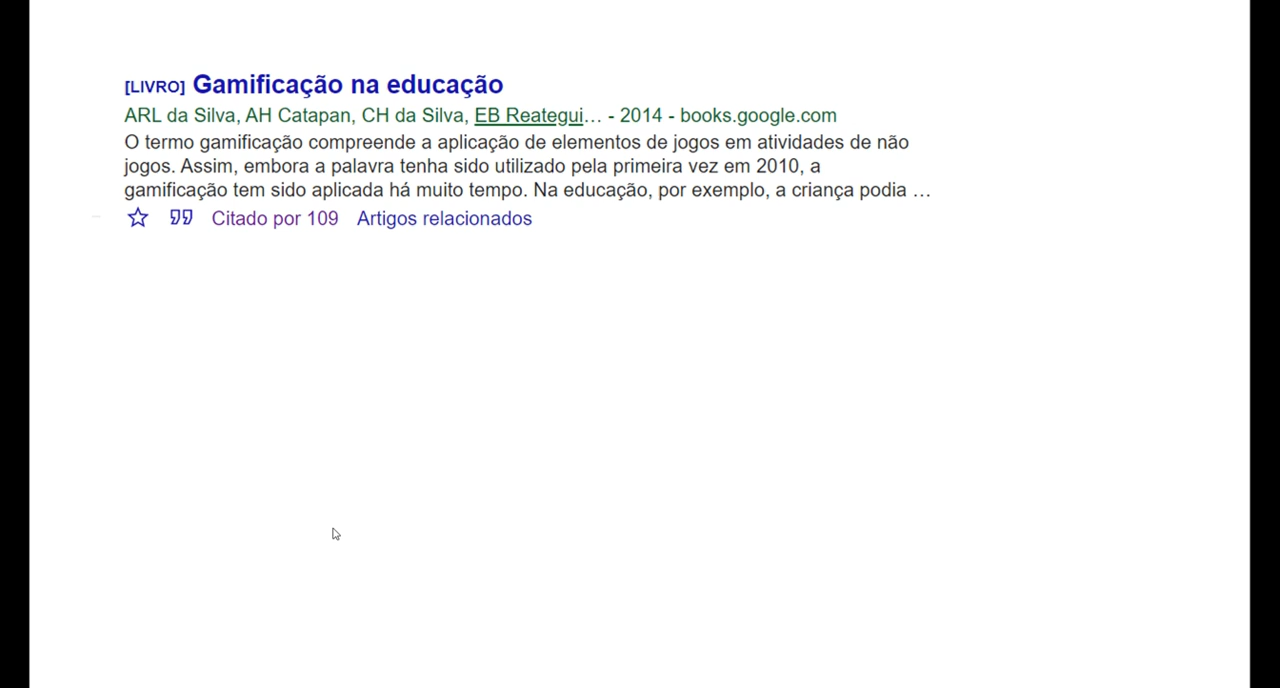 [LIVRO] Gamificação na educação
ARL da Silva, AH Catapan, CH da Silva, EB Reategui… - 2014 - books.google.com
O termo gamificação compreende a aplicação de elementos de jogos em atividades de não
jogos. Assim, embora a palavra tenha sido utilizado pela primeira vez em 2010, a
gamificação tem sido aplicada há muito tempo. Na educação, por exemplo, a criança podia …
Citado por 109 Artigos relacionados